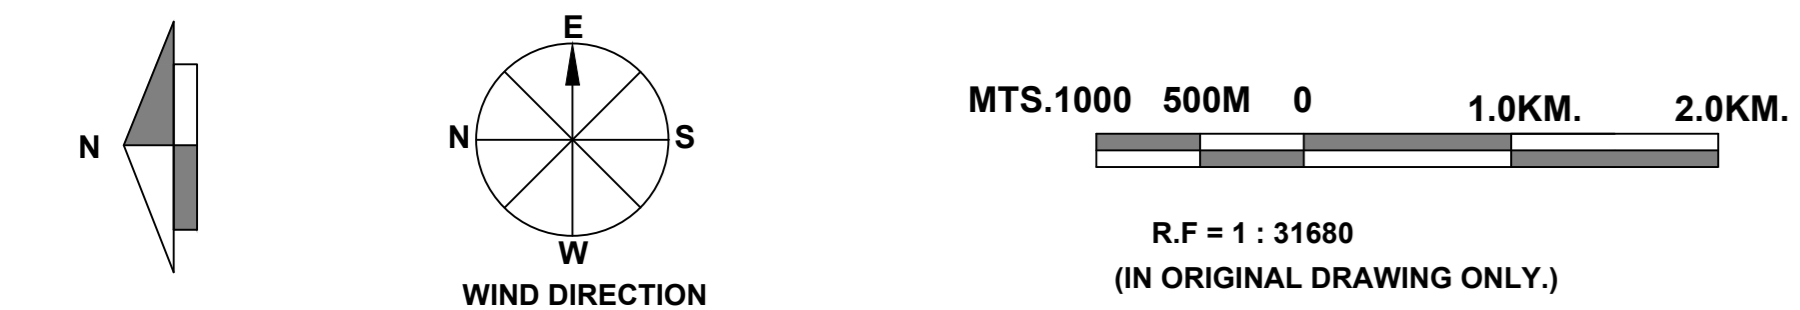 N
E
N
S
W
WIND DIRECTION
MTS.1000 500M 0 1.0KM. 2.0KM.
R.F = 1 : 31680
(IN ORIGINAL DRAWING ONLY.)